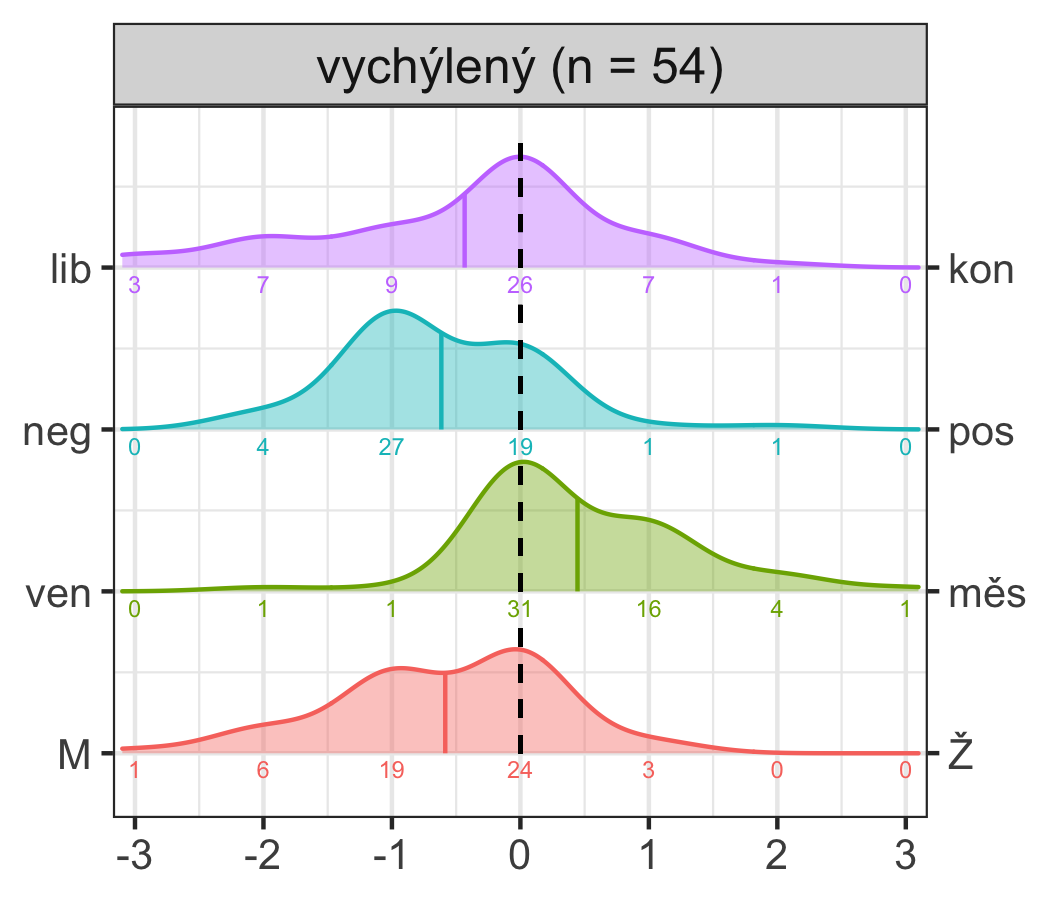 vychýlený (n = 54)
lib kon
3 7 9 26 7 1 0
neg pos
0 4 27 19 1 1 0
ven měs
0 1 1 31 16 4 1
M Ž
1 6 19 24 3 0 0
-3 -2 -1 0 1 2 3